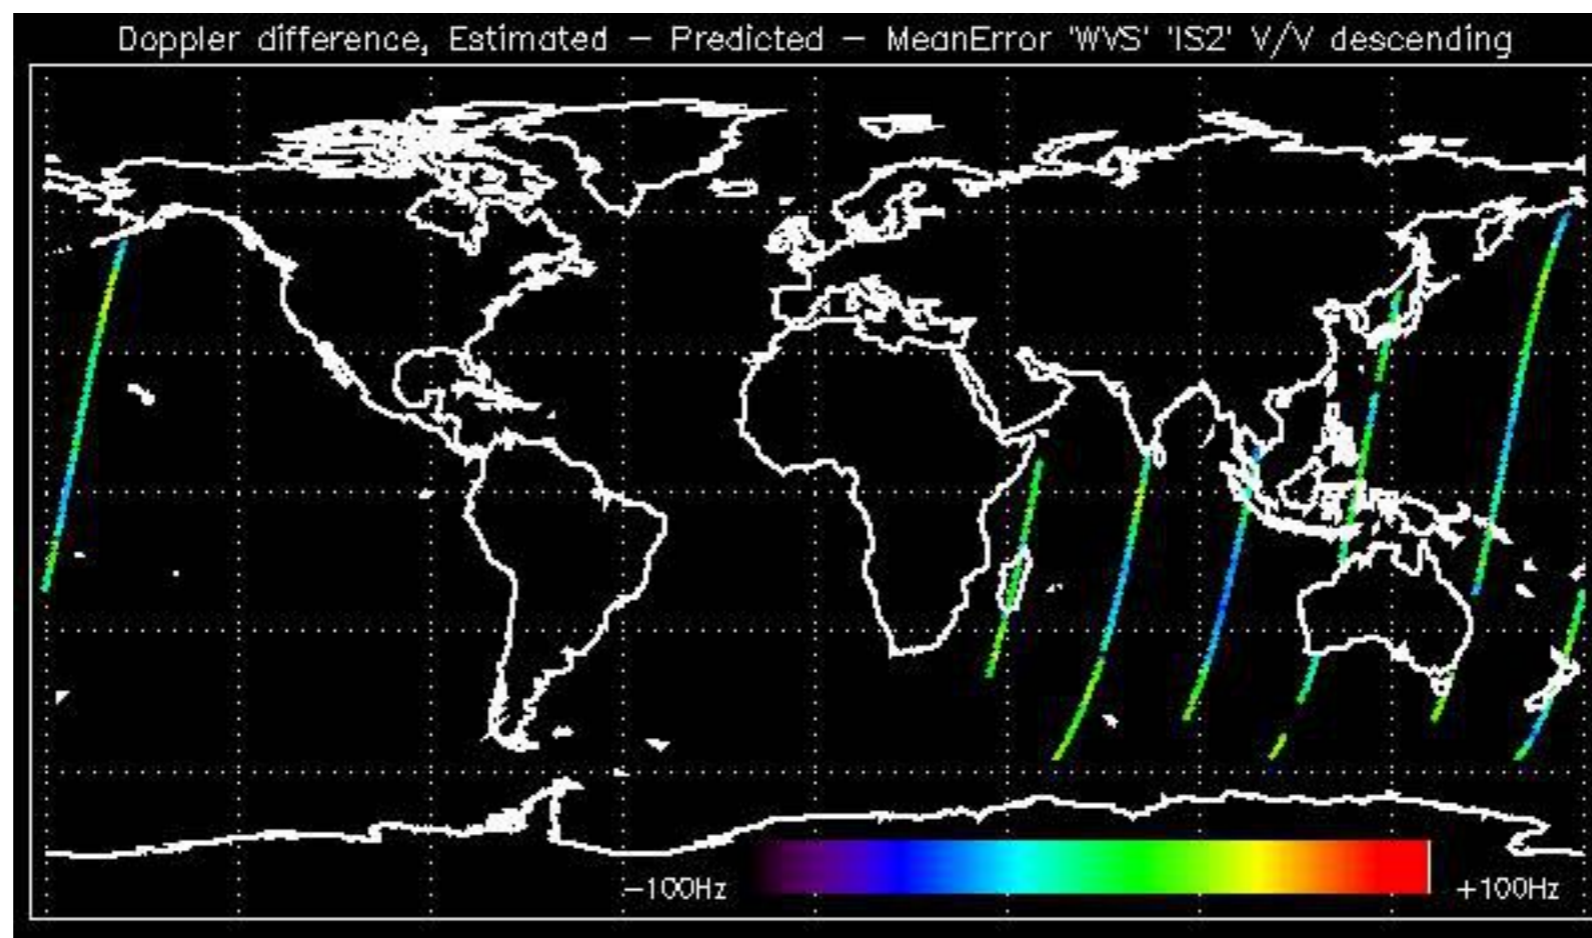 Doppler difference, Estimated – Predicted – MeanError 'WVS' 'IS2' V/V descending
–100Hz
+100Hz